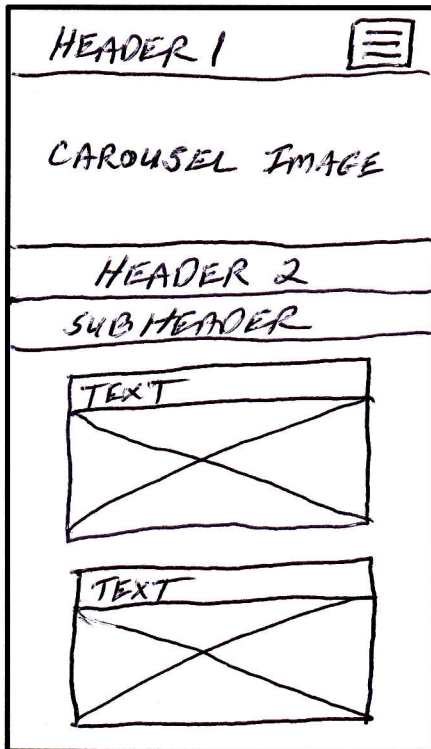 HEADER 1
CAROUSEL IMAGE
HEADER 2
SUBHEADER
TEXT
TEXT